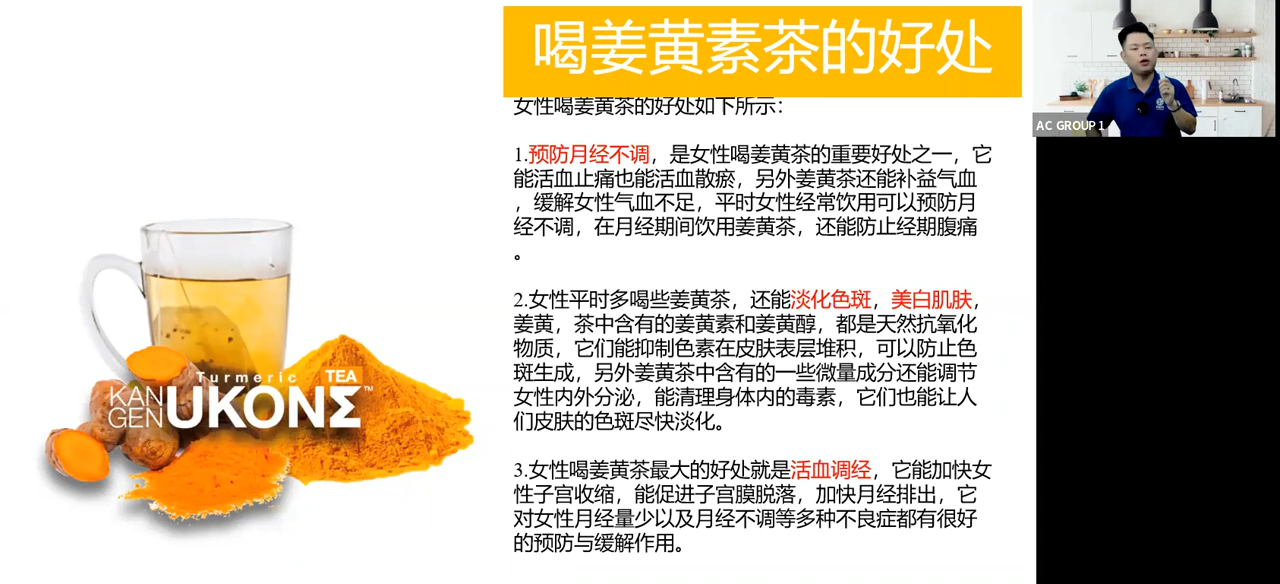 喝姜黄素茶的好处
AC GROUP 1
女性喝姜黄茶的好处如下所示：
1.预防月经不调，是女性喝姜黄茶的重要好处之一，它
能活血止痛也能活血散瘀，另外姜黄茶还能补益气血
，缓解女性气血不足，平时女性经常饮用可以预防月
经不调，在月经期间饮用姜黄茶，还能防止经期腹痛
。
2.女性平时多喝些姜黄茶，还能淡化色斑，美白肌肤，
姜黄，茶中含有的姜黄素和姜黄醇，都是天然抗氧化
物质，它们能抑制色素在皮肤表层堆积，可以防止色
斑生成，另外姜黄茶中含有的一些微量成分还能调节
女性内外分泌，能清理身体内的毒素，它们也能让人
们皮肤的色斑尽快淡化。
3.女性喝姜黄茶最大的好处就是活血调经，它能加快女
性子宫收缩，能促进子宫膜脱落，加快月经排出，它
对女性月经量少以及月经不调等多种不良症都有很好
的预防与缓解作用。
Turmeric TEA
KAN
GEN UKONΣ™